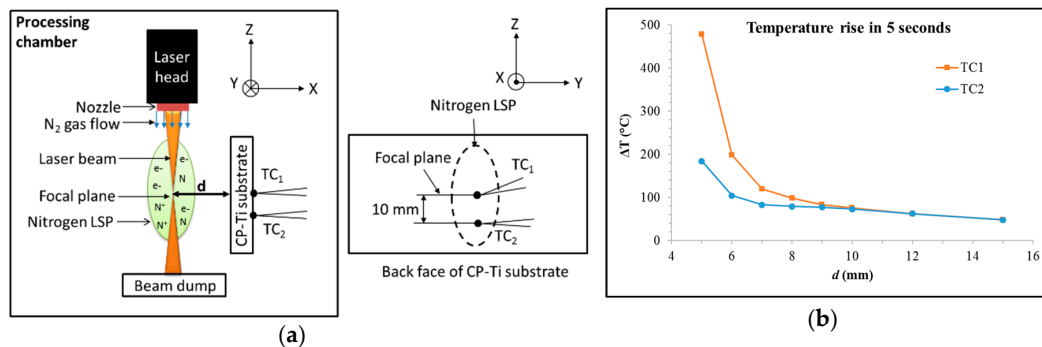 Processing
chamber
Laser
head
Nozzle
N₂ gas flow
Laser beam
Focal plane
Nitrogen LSP
e-
e-
e-
N
N⁺
e-
N⁺
N
d
CP-Ti substrate
TC₁
TC₂
Beam dump
Z
Y
X
Z
X
Y
Nitrogen LSP
Focal plane
10 mm
TC₁
TC₂
Back face of CP-Ti substrate
(a)
Temperature rise in 5 seconds
TC1
TC2
ΔT (°C)
500
400
300
200
100
0
4
6
8
10
12
14
16
d (mm)
(b)